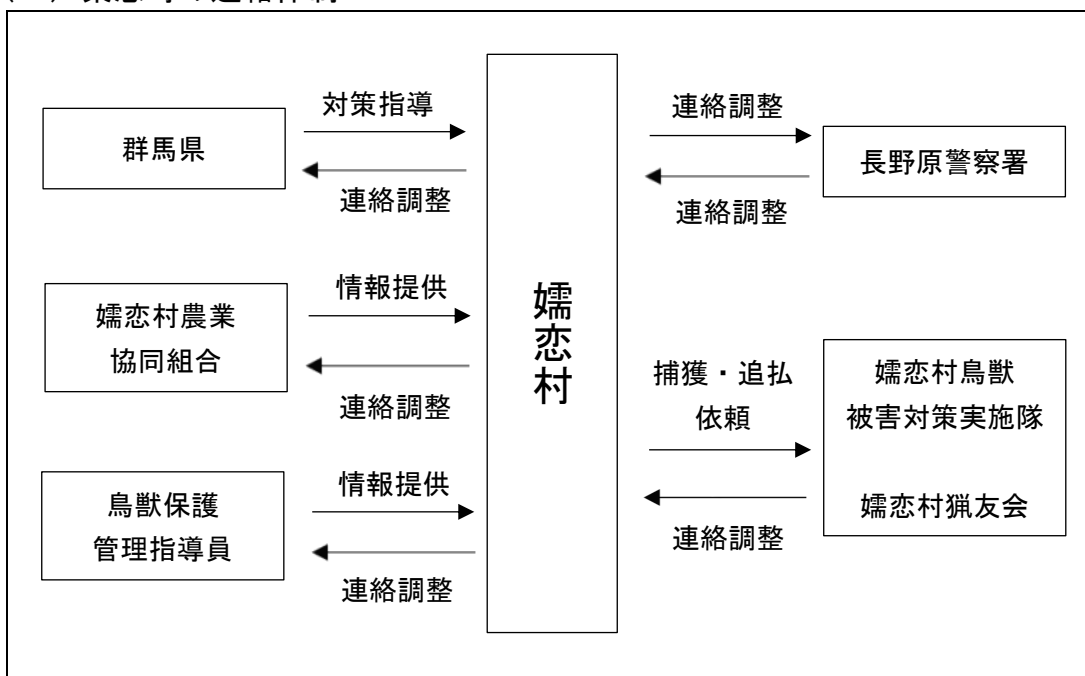 対策指導
群馬県
連絡調整
情報提供
嬬恋村農業
協同組合
連絡調整
情報提供
鳥獣保護
管理指導員
連絡調整
嬬恋村
連絡調整
長野原警察署
連絡調整
捕獲・追払
依頼
嬬恋村鳥獣
被害対策実施隊
嬬恋村猟友会
連絡調整